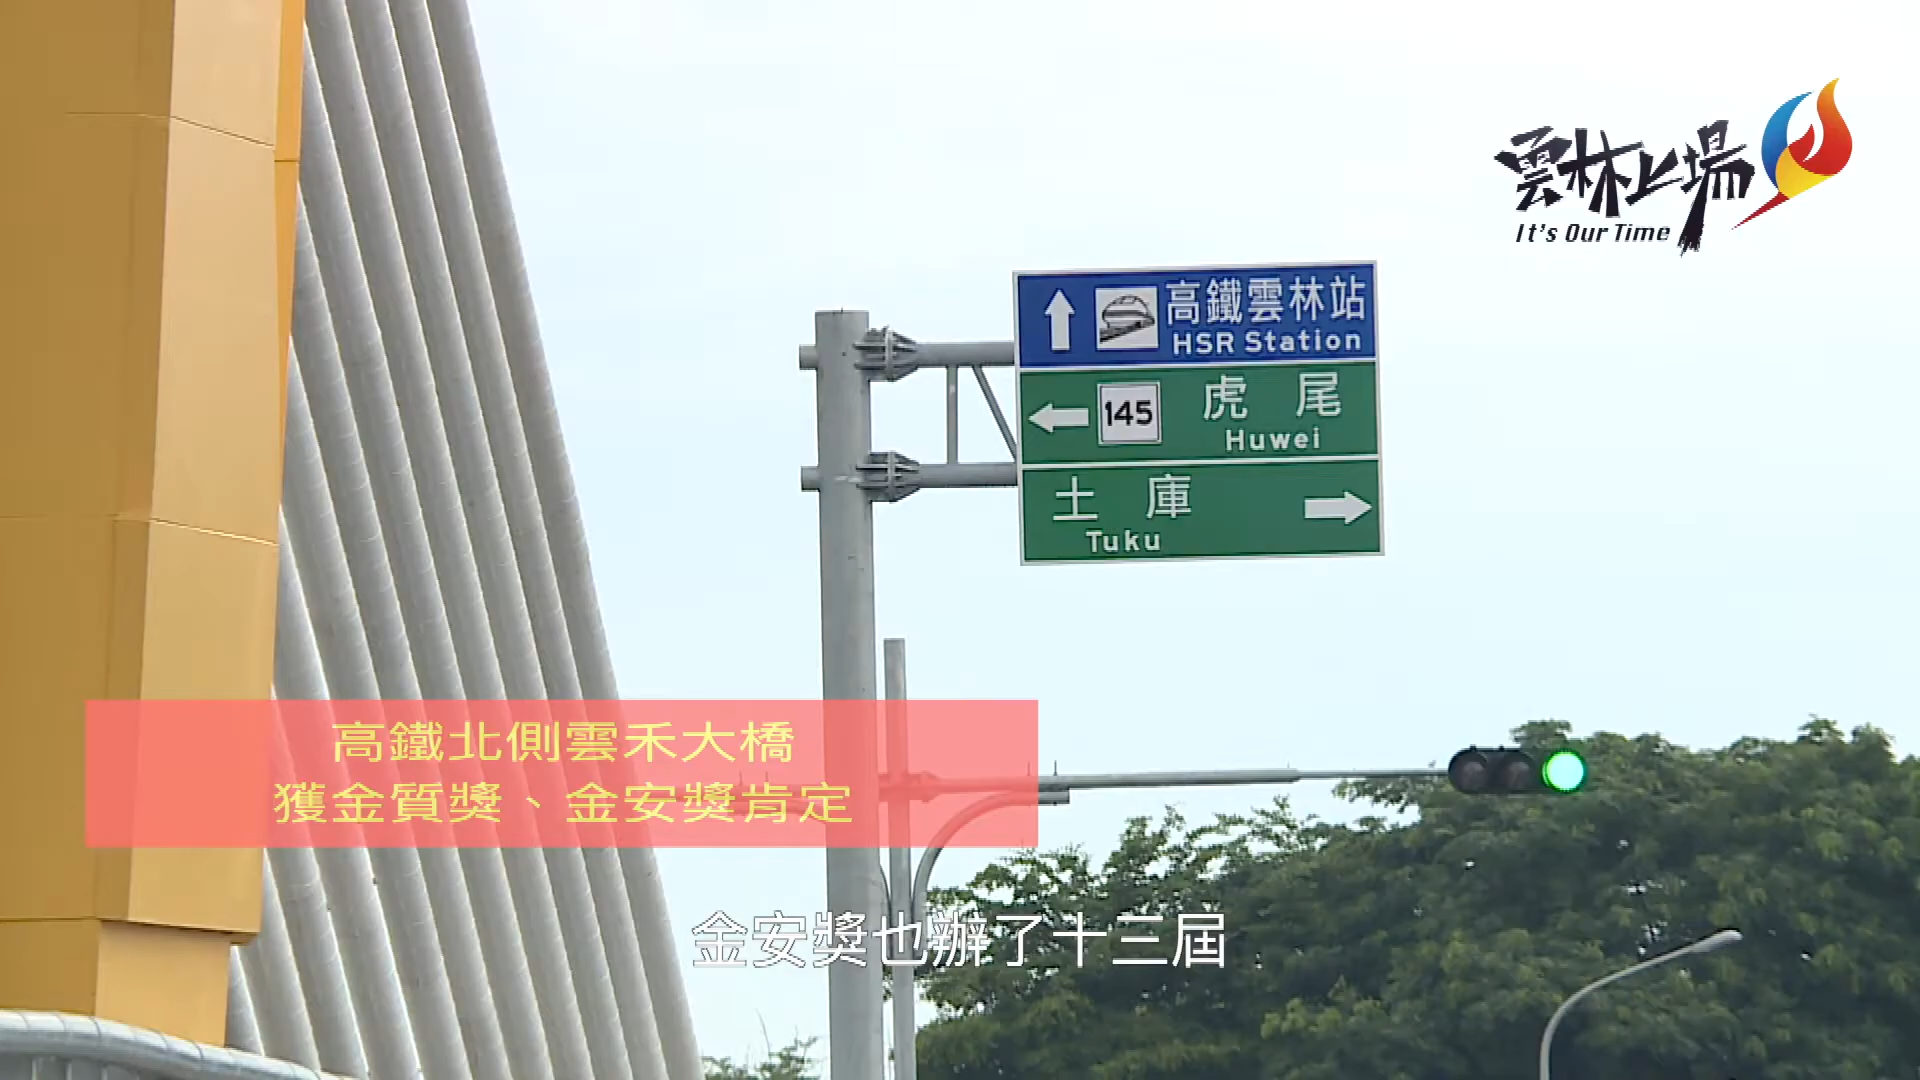 雲林上場
It's Our Time
高鐵雲林站
HSR Station
145 虎尾
Huwei
土庫
Tuku
高鐵北側雲禾大橋
獲金質獎、金安獎肯定
金安獎也辦了十三屆